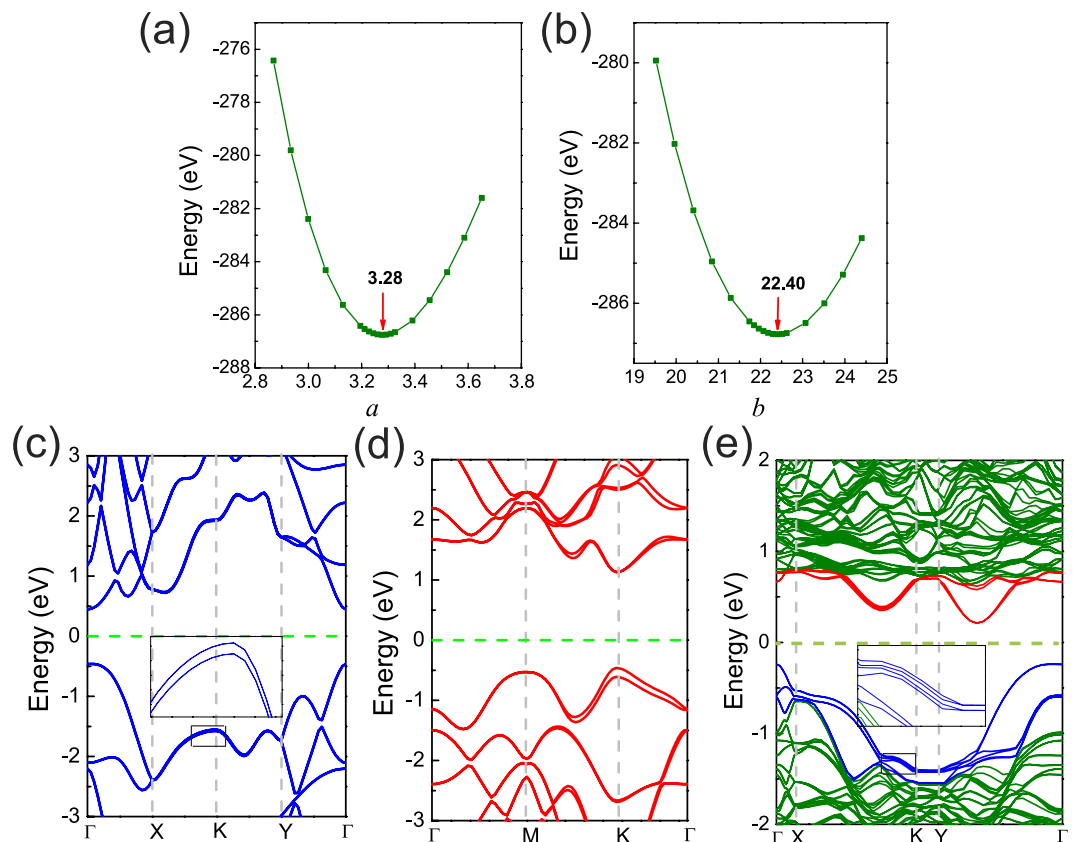 (a)
Energy (eV)
-276
-278
-280
-282
-284
-286
-288
3.28
2.8 3.0 3.2 3.4 3.6 3.8
a
(b)
Energy (eV)
-280
-282
-284
-286
22.40
19 20 21 22 23 24 25
b
(c)
Energy (eV)
3
2
1
0
-1
-2
-3
Γ X K Y Γ
(d)
Energy (eV)
3
2
1
0
-1
-2
-3
Γ M K Γ
(e)
Energy (eV)
2
1
0
-1
-2
Γ X K Y Γ